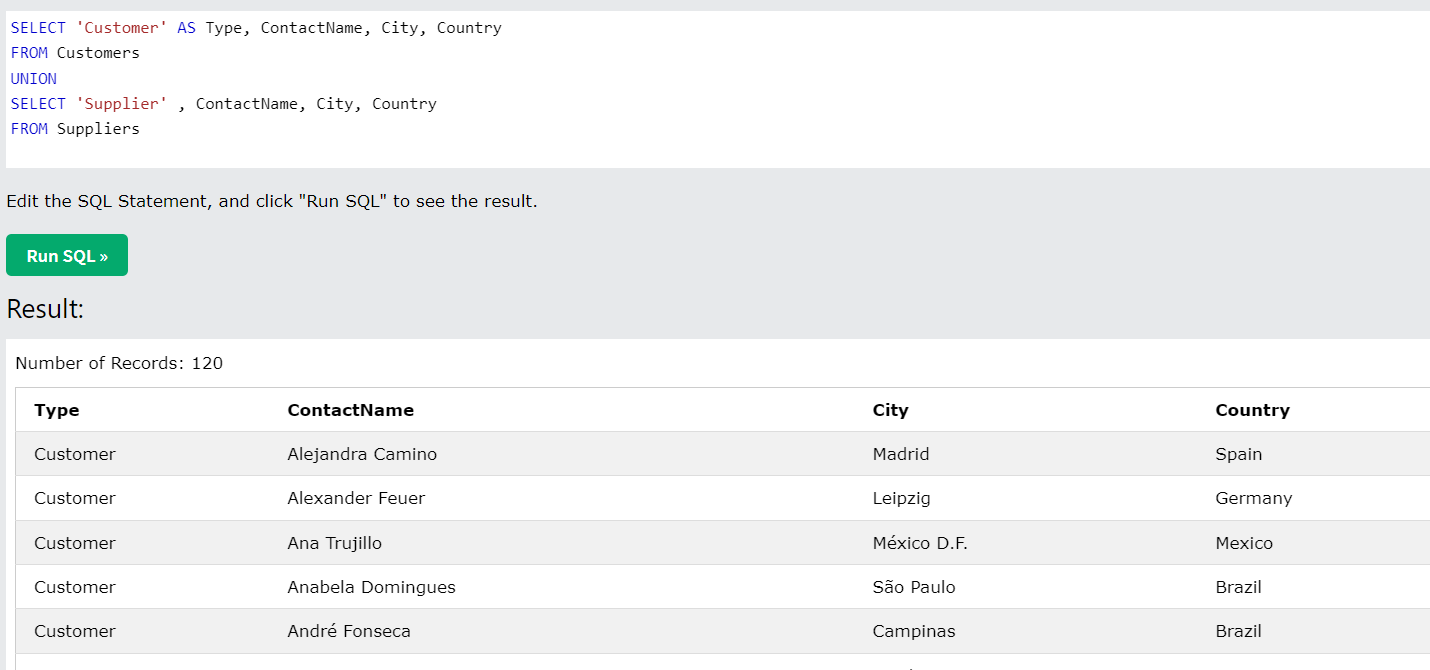 SELECT 'Customer' AS Type, ContactName, City, Country
FROM Customers
UNION
SELECT 'Supplier' , ContactName, City, Country
FROM Suppliers
Edit the SQL Statement, and click "Run SQL" to see the result.
Run SQL »
Result:
Number of Records: 120
Type ContactName City Country
Customer Alejandra Camino Madrid Spain
Customer Alexander Feuer Leipzig Germany
Customer Ana Trujillo México D.F. Mexico
Customer Anabela Domingues São Paulo Brazil
Customer André Fonseca Campinas Brazil